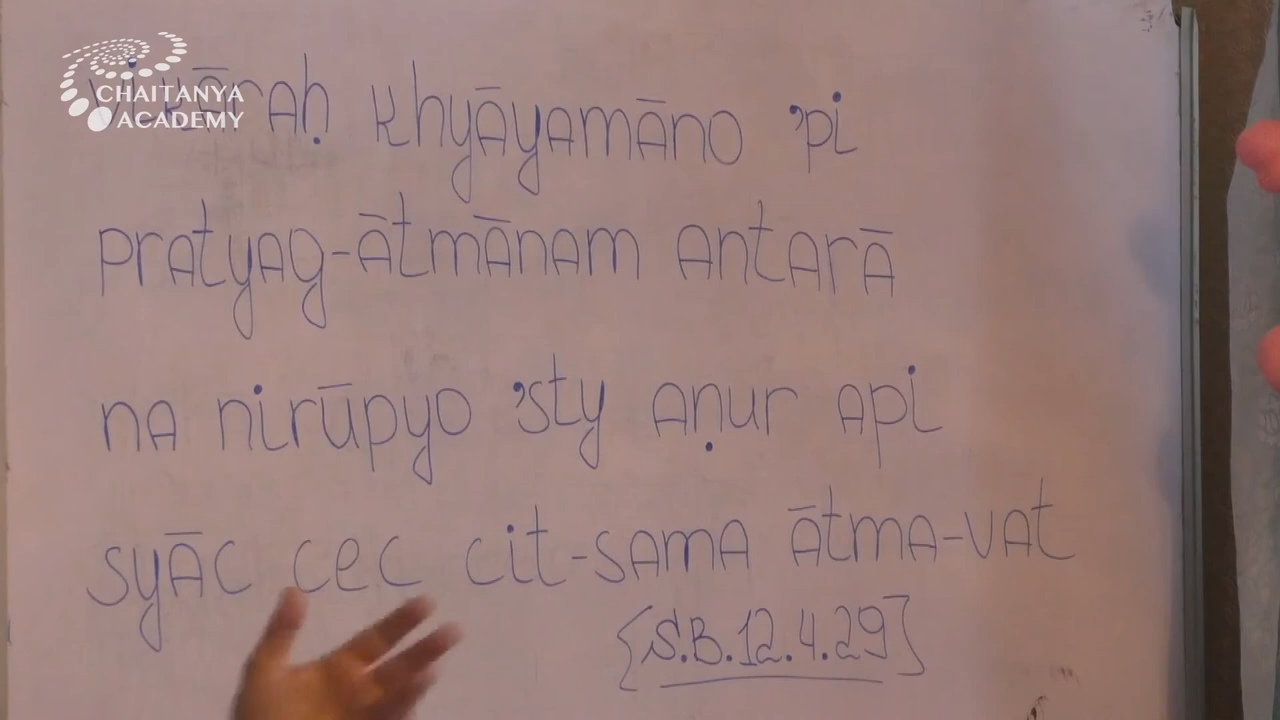 CHAITANYA
ACADEMY
vikāraḥ khyāyamāno 'pi
pratyag-ātmānam antarā
na nirūpyo 'sty aṇur api
syāc cec cit-sama ātma-vat
[S.B.12.4.29]